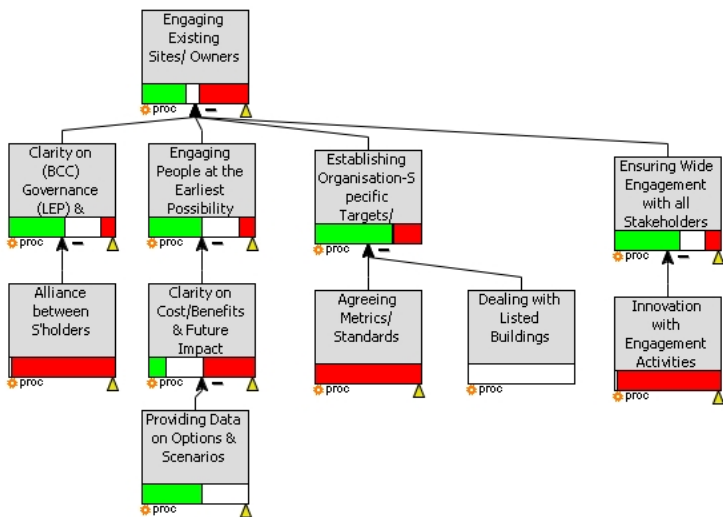 Engaging
Existing
Sites/ Owners
proc
Clarity on
(BCC)
Governance
(LEP) &
proc
Engaging
People at the
Earliest
Possibility
proc
Establishing
Organisation-S
pecific
Targets/
proc
Ensuring Wide
Engagement
with all
Stakeholders
proc
Alliance
between
S'holders
proc
Clarity on
Cost/Benefits
& Future
Impact
proc
Agreeing
Metrics/
Standards
proc
Dealing with
Listed
Buildings
proc
Innovation
with
Engagement
Activities
proc
Providing Data
on Options &
Scenarios
proc